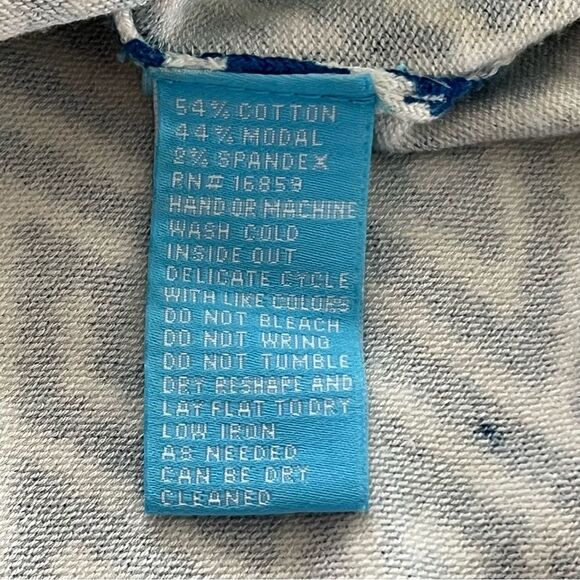 54% COTTON
44% MODAL
2% SPANDEX
RN# 16959
HAND OR MACHINE
WASH COLD
INSIDE OUT
DELICATE CYCLE
WITH LIKE COLORS
DO NOT BLEACH
DO NOT WRING
DO NOT TUMBLE
DRY RESHAPE AND
LAY FLAT TO DRY
LOW IRON
AS NEEDED
CAN BE DRY
CLEANED